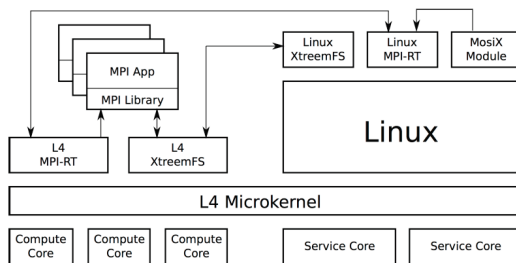 Linux
XtreemFS
Linux
MPI-RT
MosiX
Module
MPI App
MPI Library
L4
MPI-RT
L4
XtreemFS
Linux
L4 Microkernel
Compute
Core
Compute
Core
Compute
Core
Service Core
Service Core